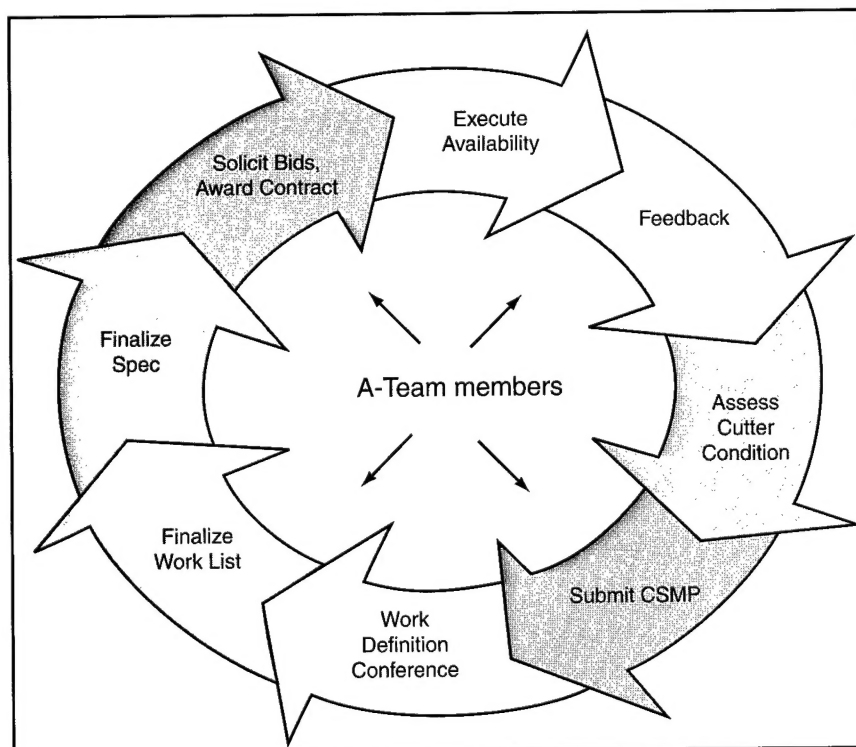 Execute
Availability
Feedback
Assess
Cutter
Condition
Submit CSMP
Work
Definition
Conference
Finalize
Work List
Finalize
Spec
Solicit Bids,
Award Contract
A-Team members